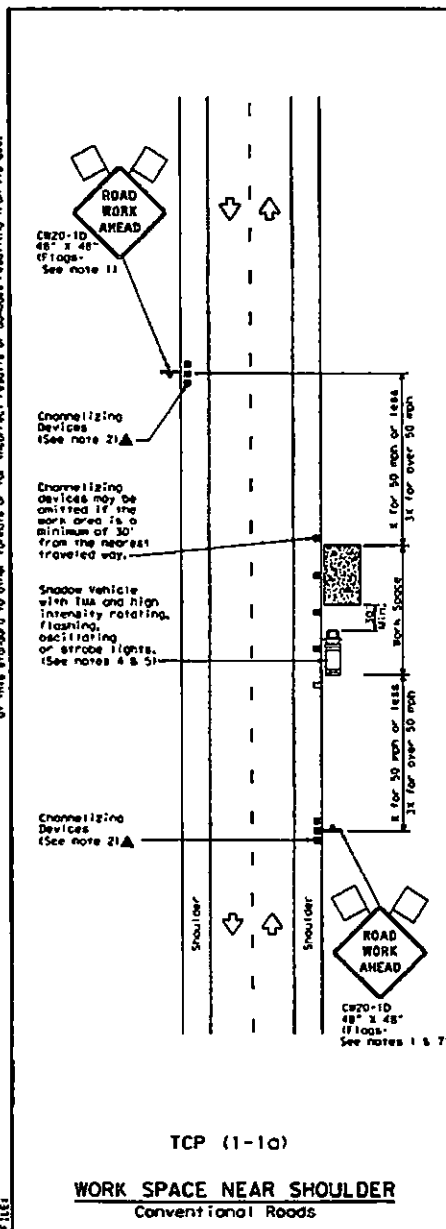 ROAD
WORK
AHEAD
CW20-1D
48" X 48"
(Flags-
See note 1)
Channelizing
Devices
(See note 2)▲
Channelizing
devices may be
omitted if the
work area is a
minimum of 30'
from the nearest
traveled way.
Shadow Vehicle
with TMA and high
intensity rotating,
flashing,
oscillating
or strobe lights.
(See notes 4 & 5)
X for 50 mph or less
3X for over 50 mph
30'
Min.
Work Space
X for 50 mph or less
3X for over 50 mph
Channelizing
Devices
(See note 2)▲
Shoulder
Shoulder
ROAD
WORK
AHEAD
CW20-1D
48" X 48"
(Flags-
See notes 1 & 7)
TCP (1-1a)
WORK SPACE NEAR SHOULDER
Conventional Roads
FILE: